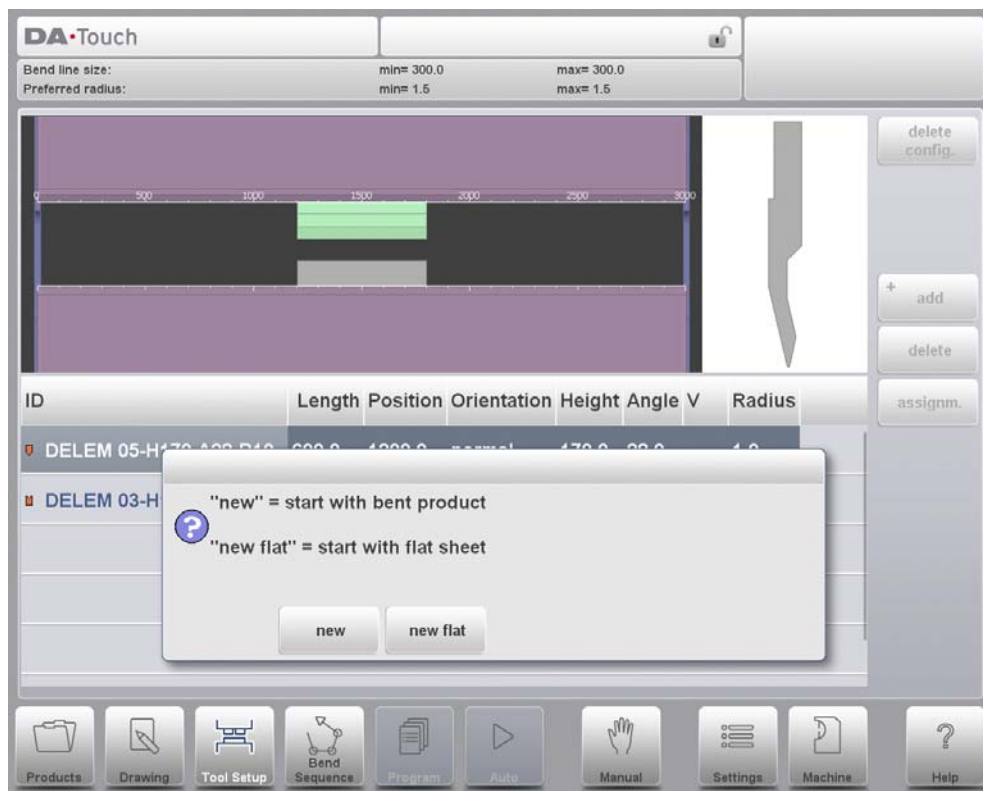 DA·Touch
Bend line size: min= 300.0 max= 300.0
Preferred radius: min= 1.5 max= 1.5
delete
config.
0 500 1000 1500 2000 2500 3000
+ add
delete
ID Length Position Orientation Height Angle V Radius
assignm.
DELEM 05-H170
DELEM 03-H
"new" = start with bent product
"new flat" = start with flat sheet
?
new new flat
Products Drawing Tool Setup Bend
Sequence Program Auto Manual Settings Machine Help